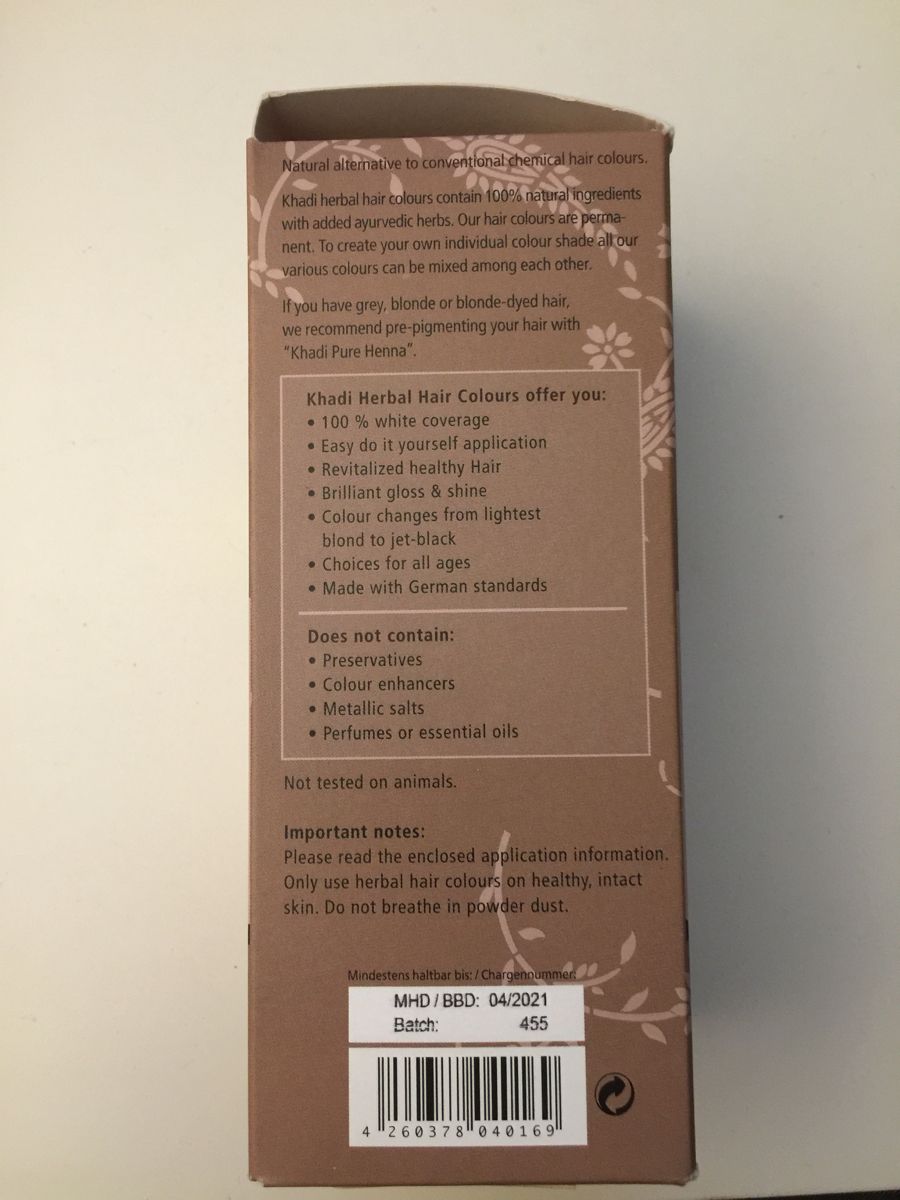 Natural alternative to conventional chemical hair colours.
Khadi herbal hair colours contain 100% natural ingredients
with added ayurvedic herbs. Our hair colours are perma-
nent. To create your own individual colour shade all our
various colours can be mixed among each other.
If you have grey, blonde or blonde-dyed hair,
we recommend pre-pigmenting your hair with
“Khadi Pure Henna”.
Khadi Herbal Hair Colours offer you:
• 100 % white coverage
• Easy do it yourself application
• Revitalized healthy Hair
• Brilliant gloss & shine
• Colour changes from lightest
blond to jet-black
• Choices for all ages
• Made with German standards
Does not contain:
• Preservatives
• Colour enhancers
• Metallic salts
• Perfumes or essential oils
Not tested on animals.
Important notes:
Please read the enclosed application information.
Only use herbal hair colours on healthy, intact
skin. Do not breathe in powder dust.
Mindestens haltbar bis: / Chargennummer:
MHD / BBD: 04/2021
Batch: 455
4 260378 040169